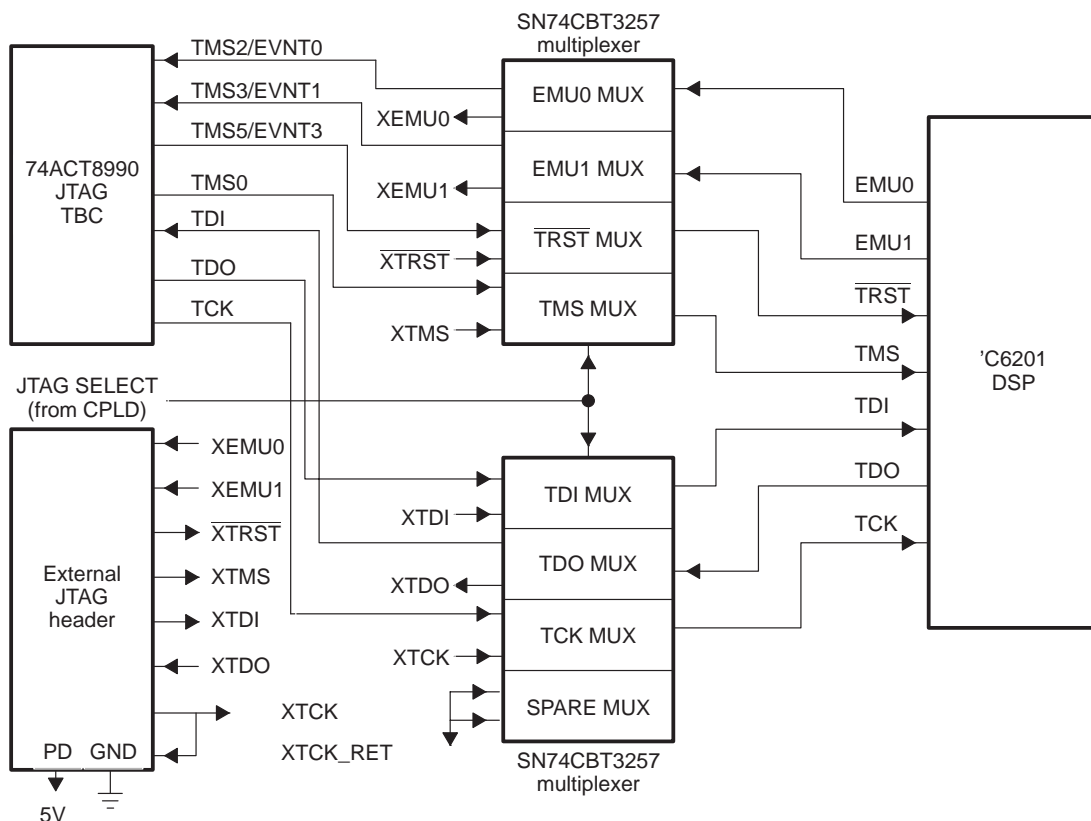 SN74CBT3257
multiplexer
TMS2/EVNT0
TMS3/EVNT1
TMS5/EVNT3
TMS0
TDI
TDO
TCK
74ACT8990
JTAG
TBC
XEMU0
XEMU1
XTRST
XTMS
EMU0 MUX
EMU1 MUX
TRST MUX
TMS MUX
EMU0
EMU1
TRST
TMS
TDI
TDO
TCK
'C6201
DSP
JTAG SELECT
(from CPLD)
External
JTAG
header
XEMU0
XEMU1
XTRST
XTMS
XTDI
XTDO
XTCK
XTCK_RET
PD GND
5V
XTDI
XTDO
XTCK
TDI MUX
TDO MUX
TCK MUX
SPARE MUX
SN74CBT3257
multiplexer